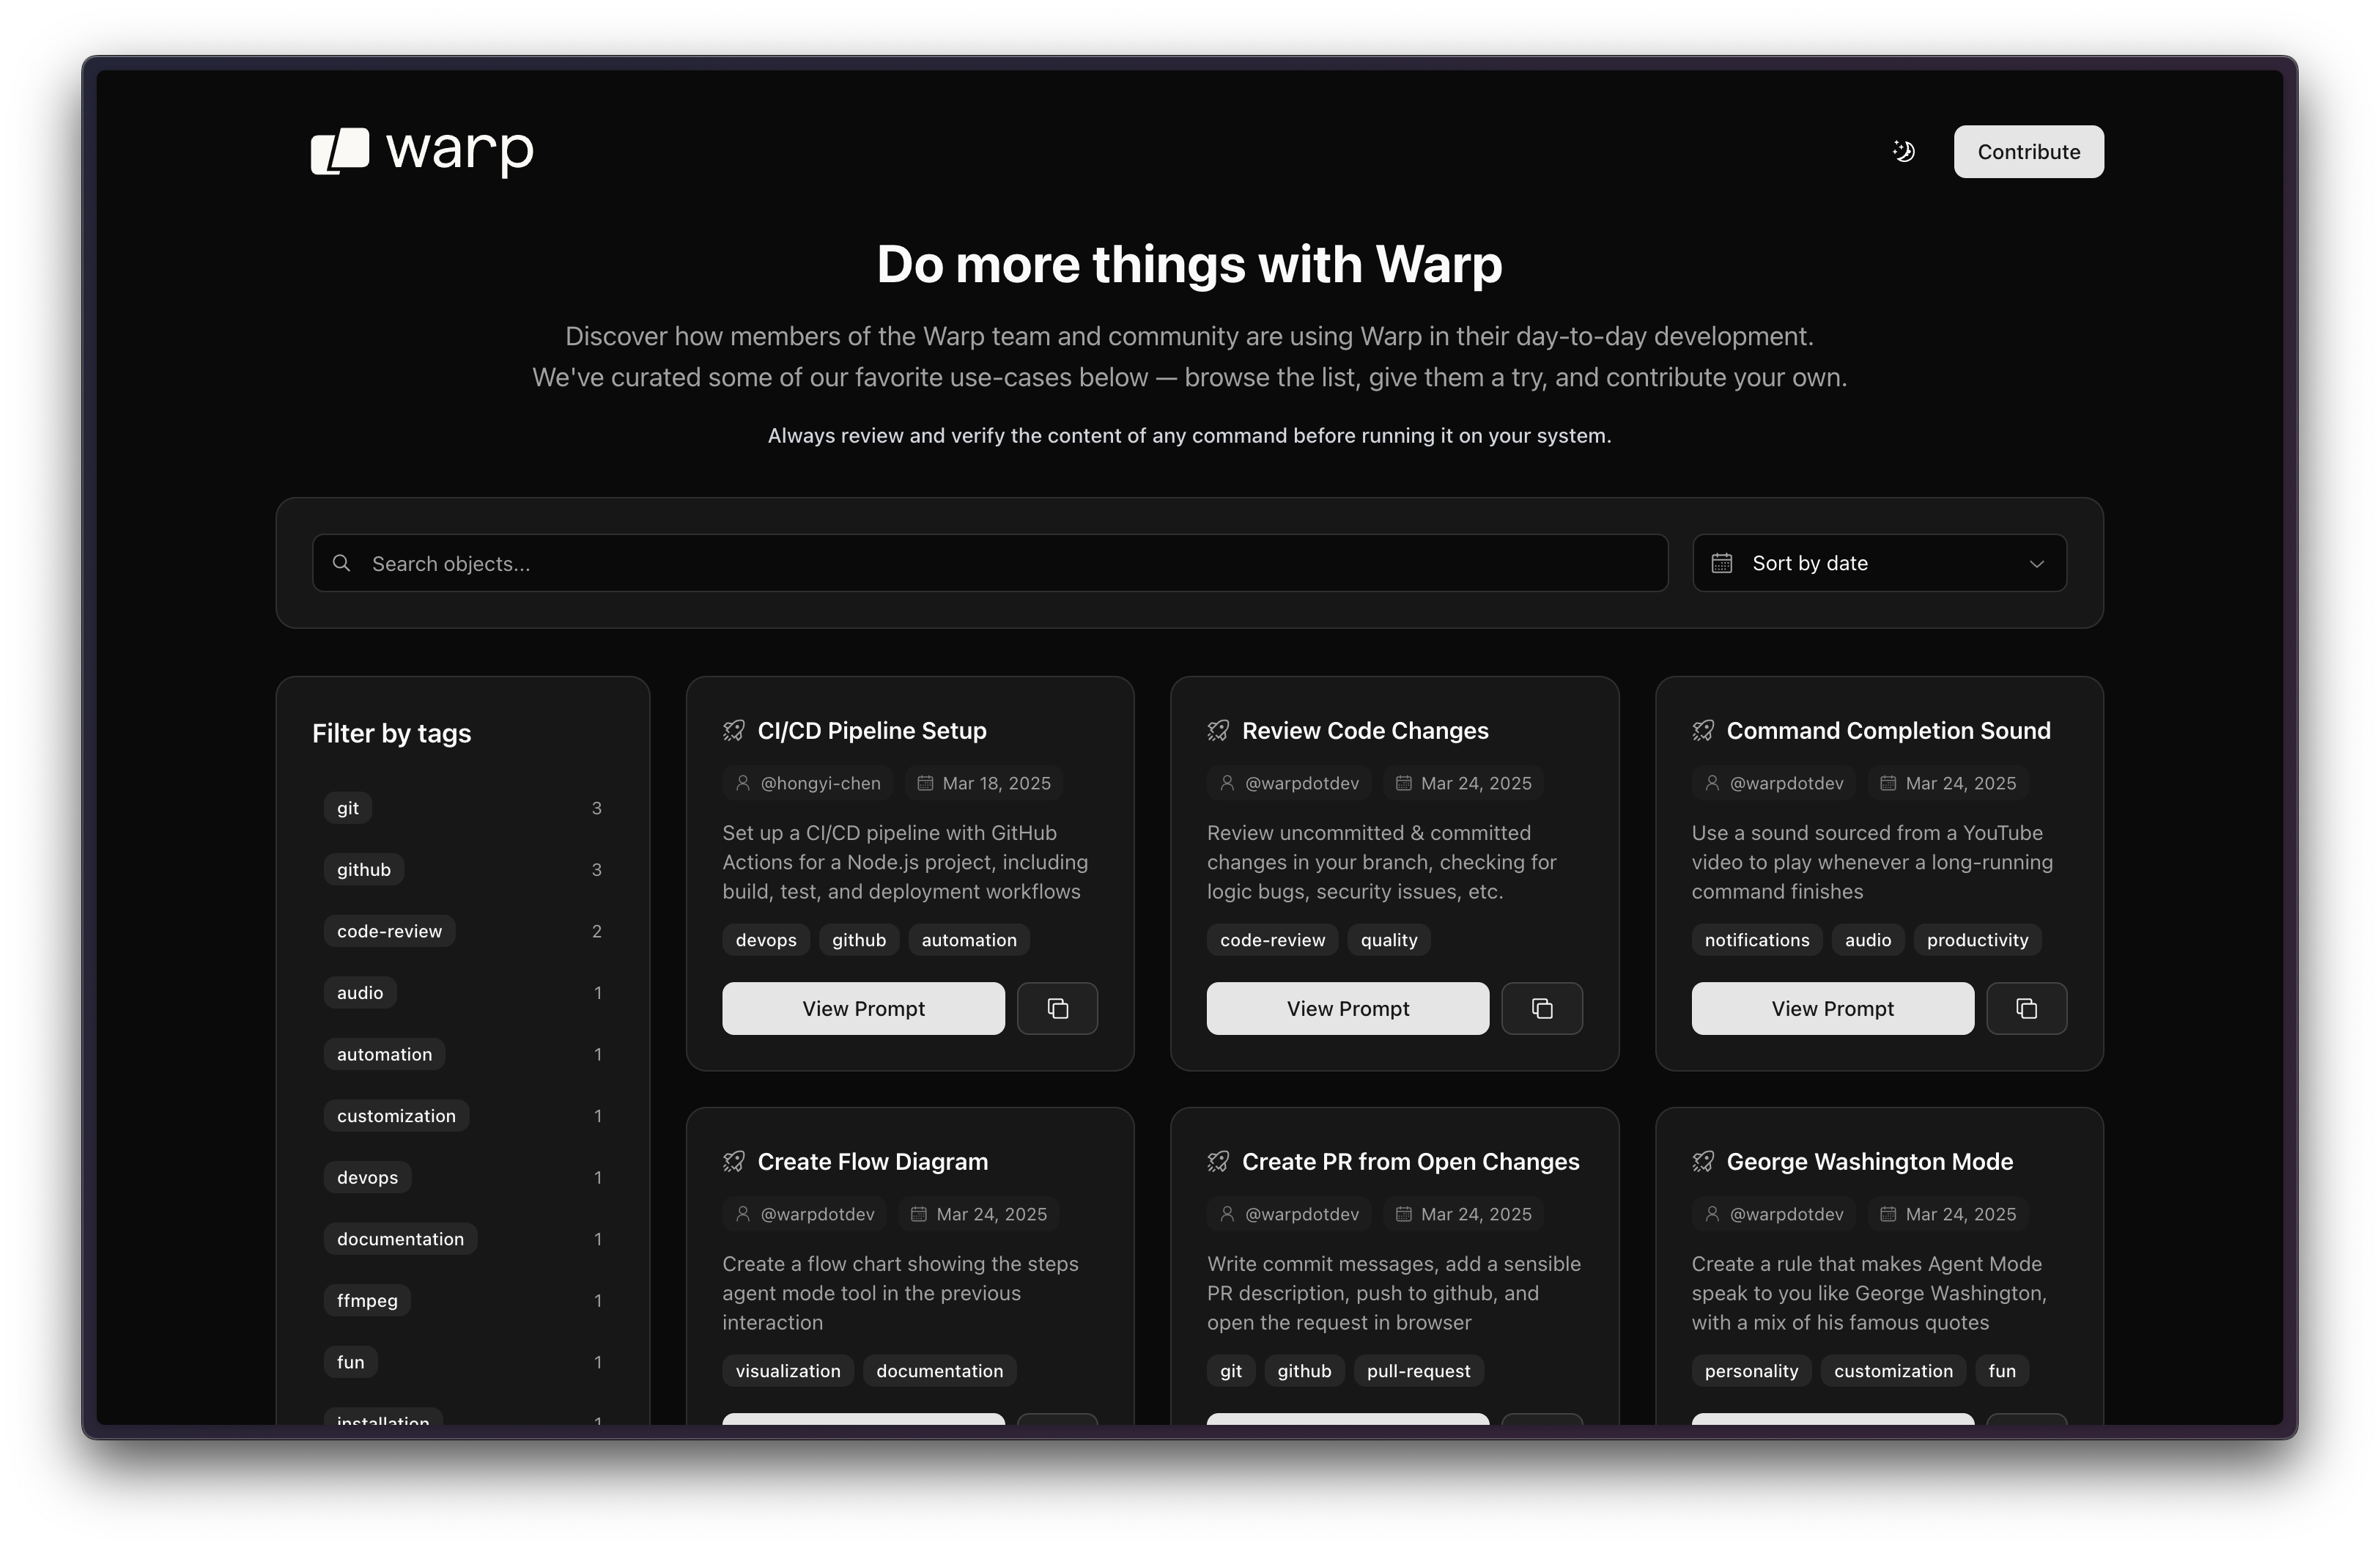 warp
Contribute
Do more things with Warp
Discover how members of the Warp team and community are using Warp in their day-to-day development.
We've curated some of our favorite use-cases below — browse the list, give them a try, and contribute your own.
Always review and verify the content of any command before running it on your system.
Search objects...
Sort by date
Filter by tags
git 3
github 3
code-review 2
audio 1
automation 1
customization 1
devops 1
documentation 1
ffmpeg 1
fun 1
installation 1
CI/CD Pipeline Setup
@hongyi-chen Mar 18, 2025
Set up a CI/CD pipeline with GitHub
Actions for a Node.js project, including
build, test, and deployment workflows
devops github automation
View Prompt
Review Code Changes
@warpdotdev Mar 24, 2025
Review uncommitted & committed
changes in your branch, checking for
logic bugs, security issues, etc.
code-review quality
View Prompt
Command Completion Sound
@warpdotdev Mar 24, 2025
Use a sound sourced from a YouTube
video to play whenever a long-running
command finishes
notifications audio productivity
View Prompt
Create Flow Diagram
@warpdotdev Mar 24, 2025
Create a flow chart showing the steps
agent mode tool in the previous
interaction
visualization documentation
Create PR from Open Changes
@warpdotdev Mar 24, 2025
Write commit messages, add a sensible
PR description, push to github, and
open the request in browser
git github pull-request
George Washington Mode
@warpdotdev Mar 24, 2025
Create a rule that makes Agent Mode
speak to you like George Washington,
with a mix of his famous quotes
personality customization fun